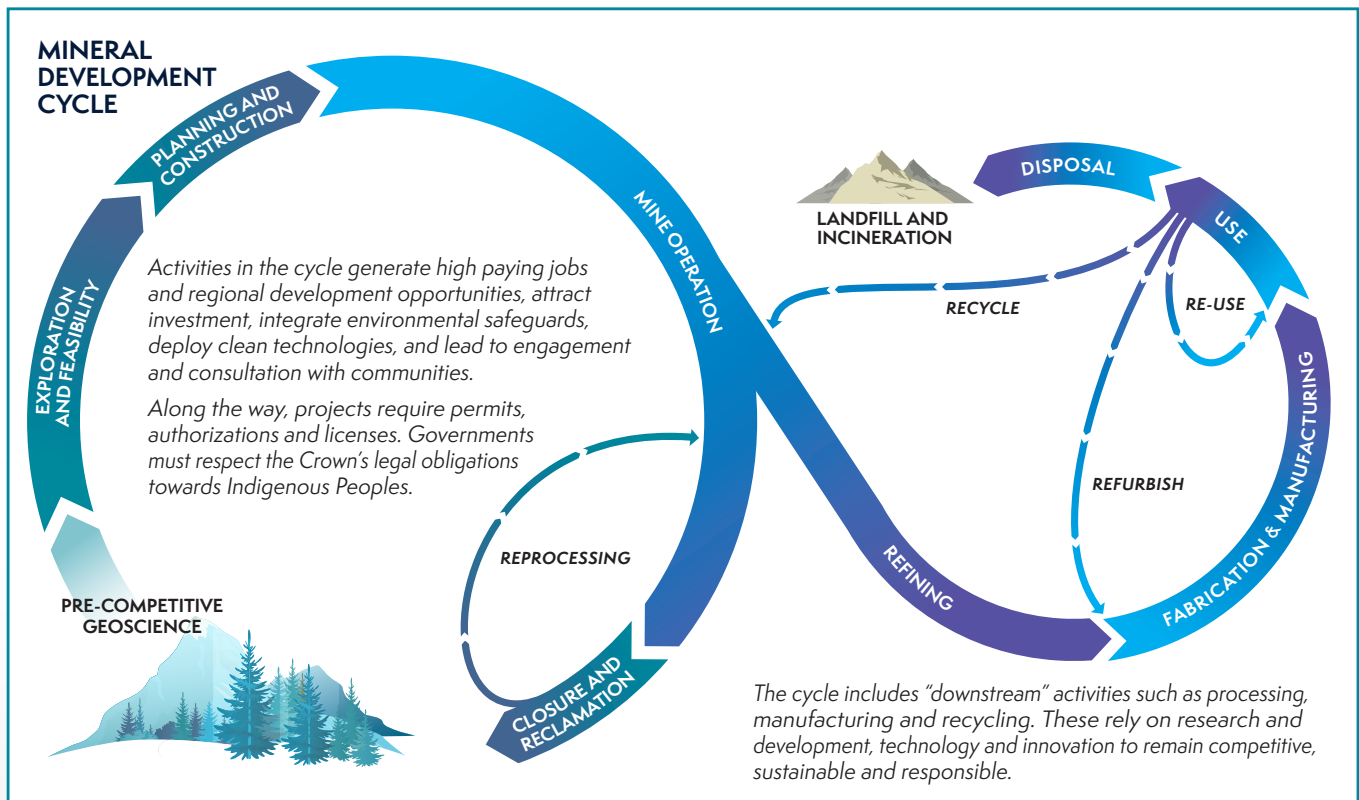 MINERAL
DEVELOPMENT
CYCLE
PLANNING AND
CONSTRUCTION
EXPLORATION
AND FEASIBILITY
PRE-COMPETITIVE
GEOSCIENCE
Activities in the cycle generate high paying jobs
and regional development opportunities, attract
investment, integrate environmental safeguards,
deploy clean technologies, and lead to engagement
and consultation with communities.
Along the way, projects require permits,
authorizations and licenses. Governments
must respect the Crown's legal obligations
towards Indigenous Peoples.
MINE OPERATION
REPROCESSING
CLOSURE AND
RECLAMATION
DISPOSAL
LANDFILL AND
INCINERATION
USE
RECYCLE
RE-USE
REFURBISH
REFINING
FABRICATION & MANUFACTURING
The cycle includes “downstream” activities such as processing,
manufacturing and recycling. These rely on research and
development, technology and innovation to remain competitive,
sustainable and responsible.